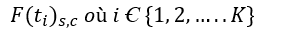 F(t_i)_{s,c} où i € {1, 2, ..... K}